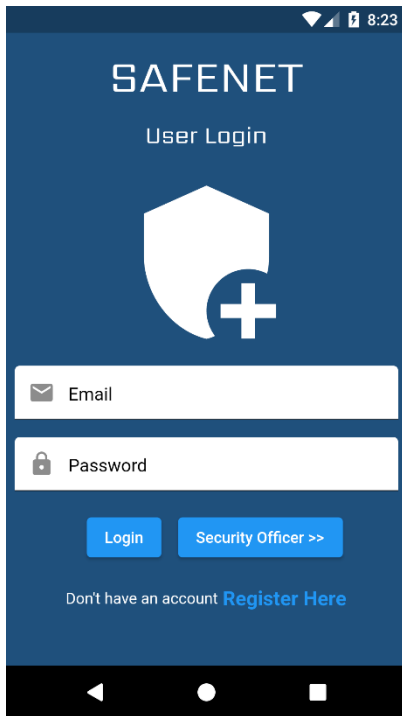 8:23
SAFENET
User Login
Email
Password
Login Security Officer >>
Don't have an account Register Here